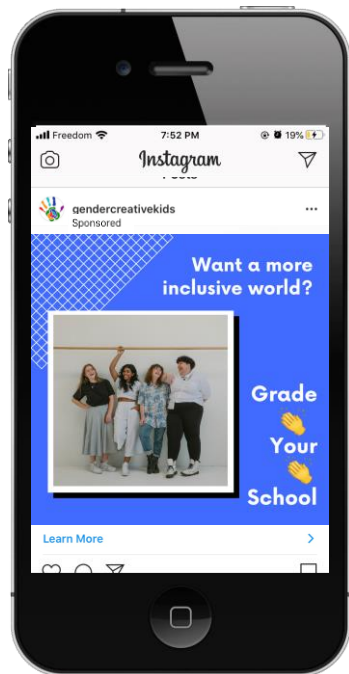 Freedom 7:52 PM 19%
Instagram
gendercreativekids
Sponsored
Want a more
inclusive world?
Grade
👏
Your
👏
School
Learn More